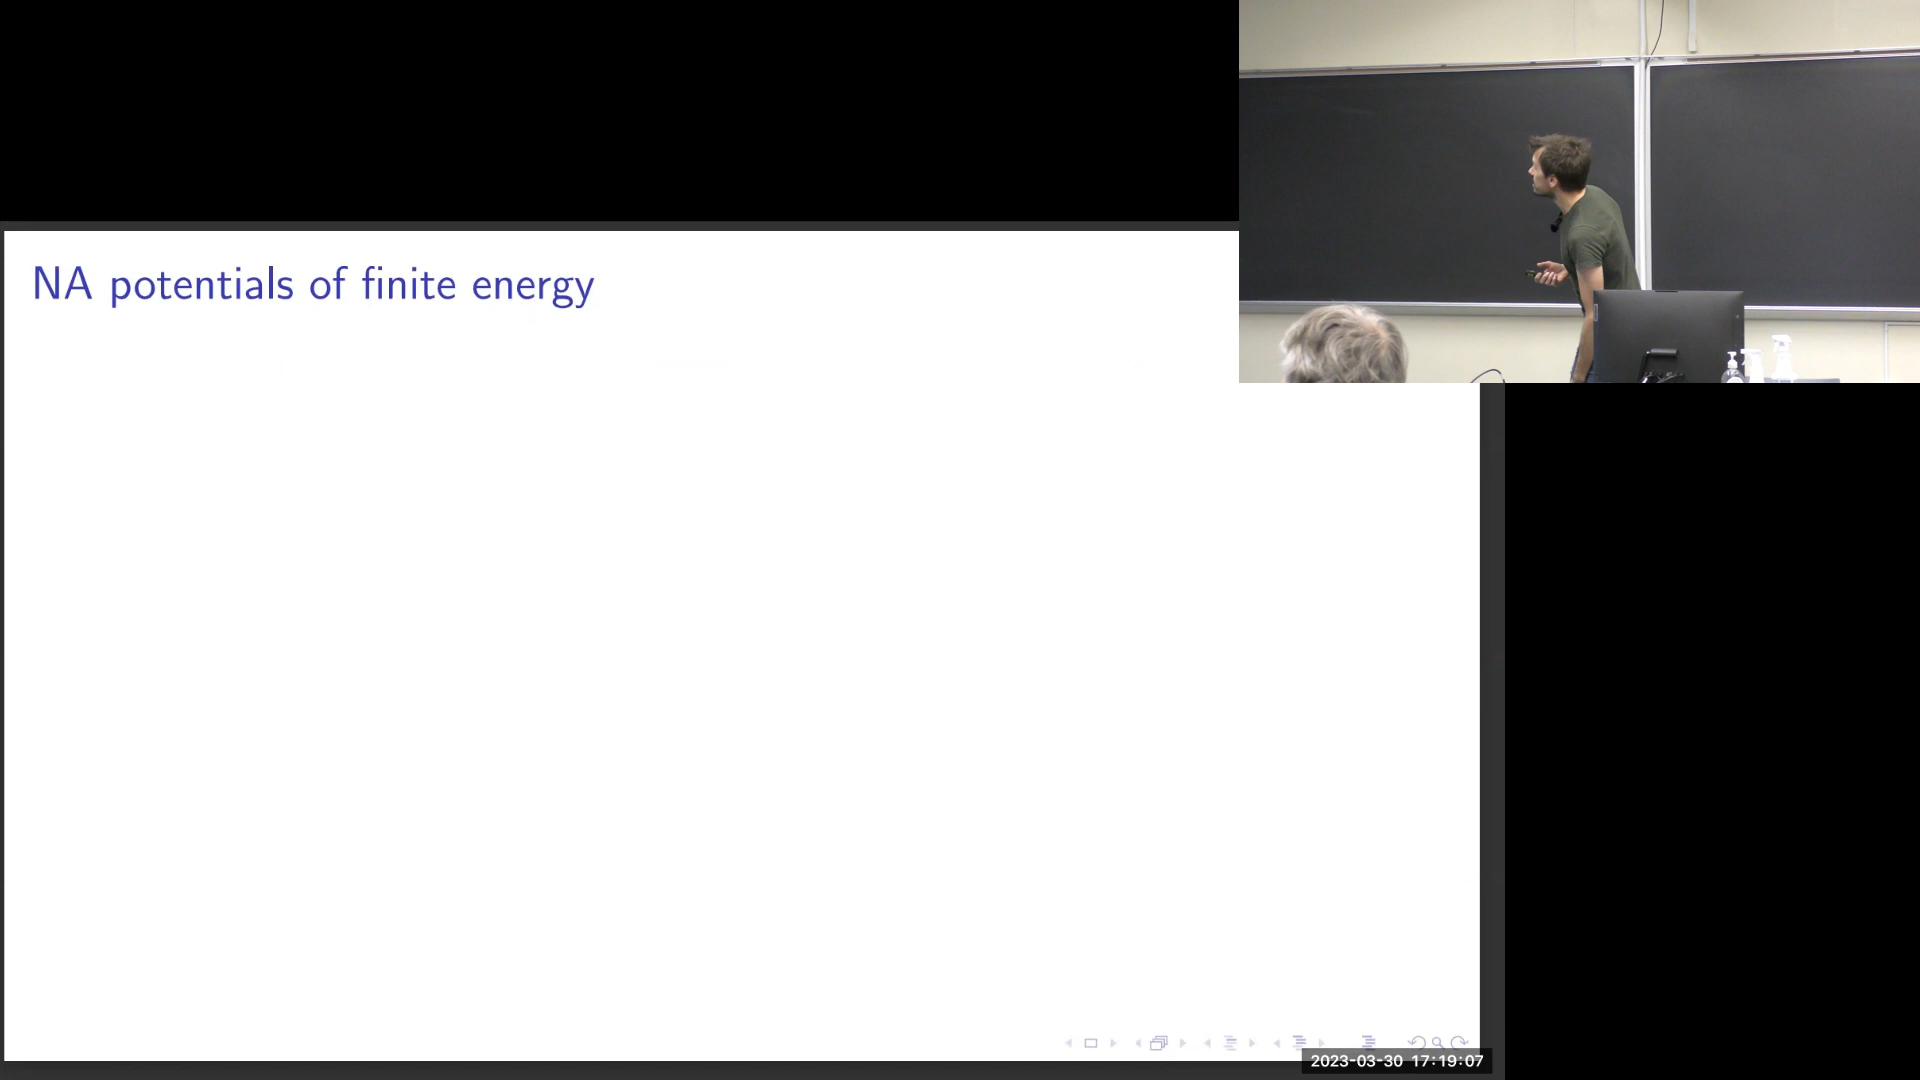 NA potentials of finite energy
2023-03-30 17:19:07